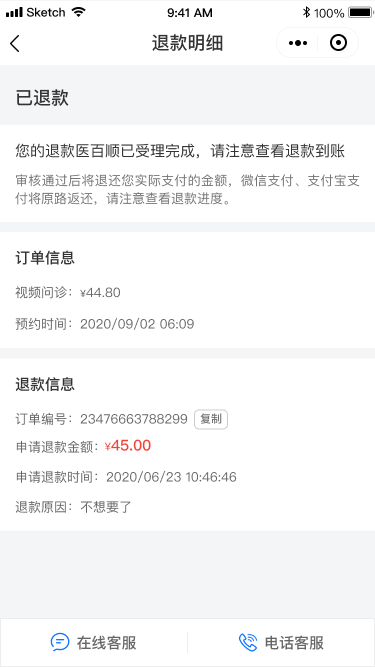 Sketch 9:41 AM 100%
退款明细
已退款
您的退款医百顺已受理完成，请注意查看退款到账
审核通过后将退还您实际支付的金额，微信支付、支付宝支
付将原路返还，请注意查看退款进度。
订单信息
视频问诊：¥44.80
预约时间：2020/09/02 06:09
退款信息
订单编号：23476663788299 复制
申请退款金额：¥45.00
申请退款时间：2020/06/23 10:46:46
退款原因：不想要了
在线客服 电话客服